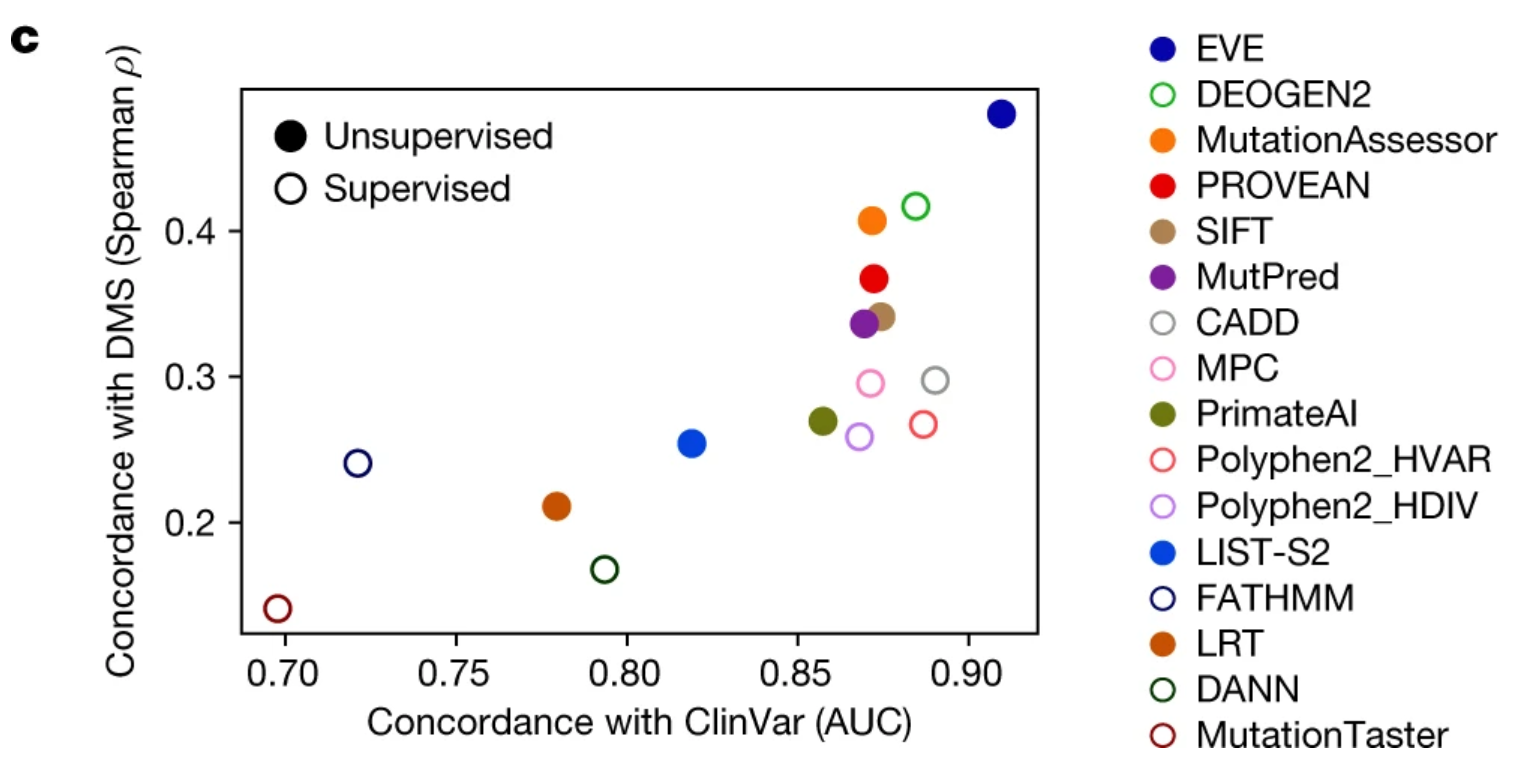 c
Concordance with DMS (Spearman ρ)
Unsupervised
Supervised
0.4
0.3
0.2
0.70 0.75 0.80 0.85 0.90
Concordance with ClinVar (AUC)
EVE
DEOGEN2
MutationAssessor
PROVEAN
SIFT
MutPred
CADD
MPC
PrimateAI
Polyphen2_HVAR
Polyphen2_HDIV
LIST-S2
FATHMM
LRT
DANN
MutationTaster